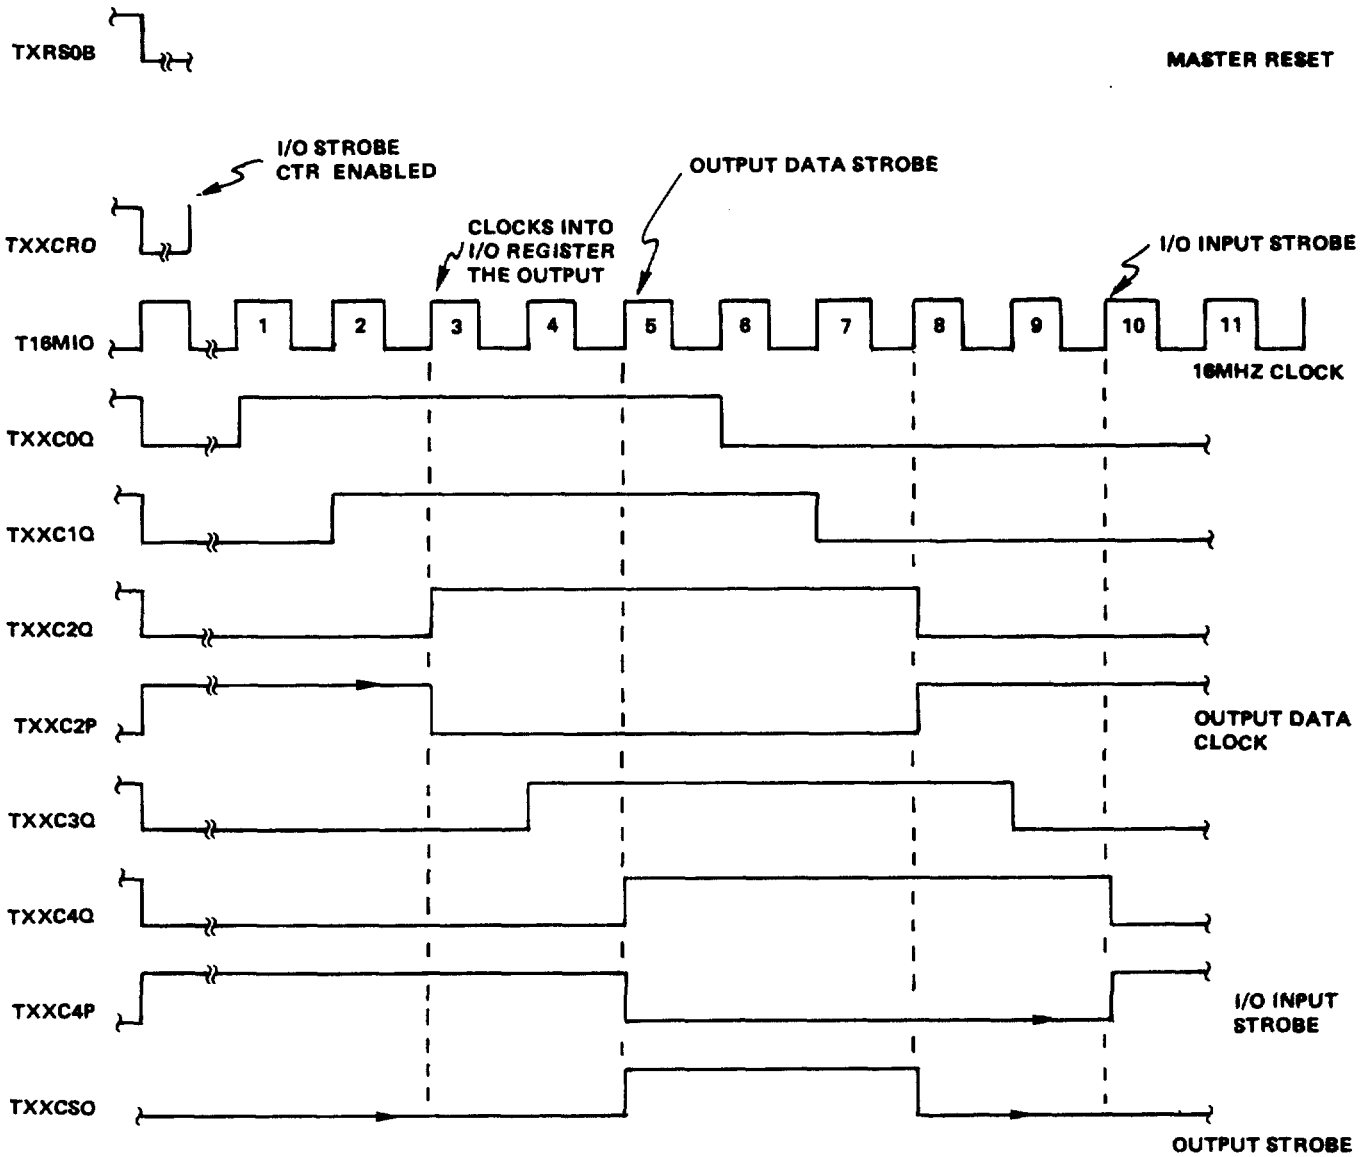 TXRS0B
MASTER RESET
I/O STROBE
CTR ENABLED
OUTPUT DATA STROBE
TXXCRO
CLOCKS INTO
I/O REGISTER
THE OUTPUT
I/O INPUT STROBE
T16MIO
1 2 3 4 5 6 7 8 9 10 11
16MHZ CLOCK
TXXC0Q
TXXC1Q
TXXC2Q
TXXC2P
OUTPUT DATA
CLOCK
TXXC3Q
TXXC4Q
TXXC4P
I/O INPUT
STROBE
TXXCSO
OUTPUT STROBE